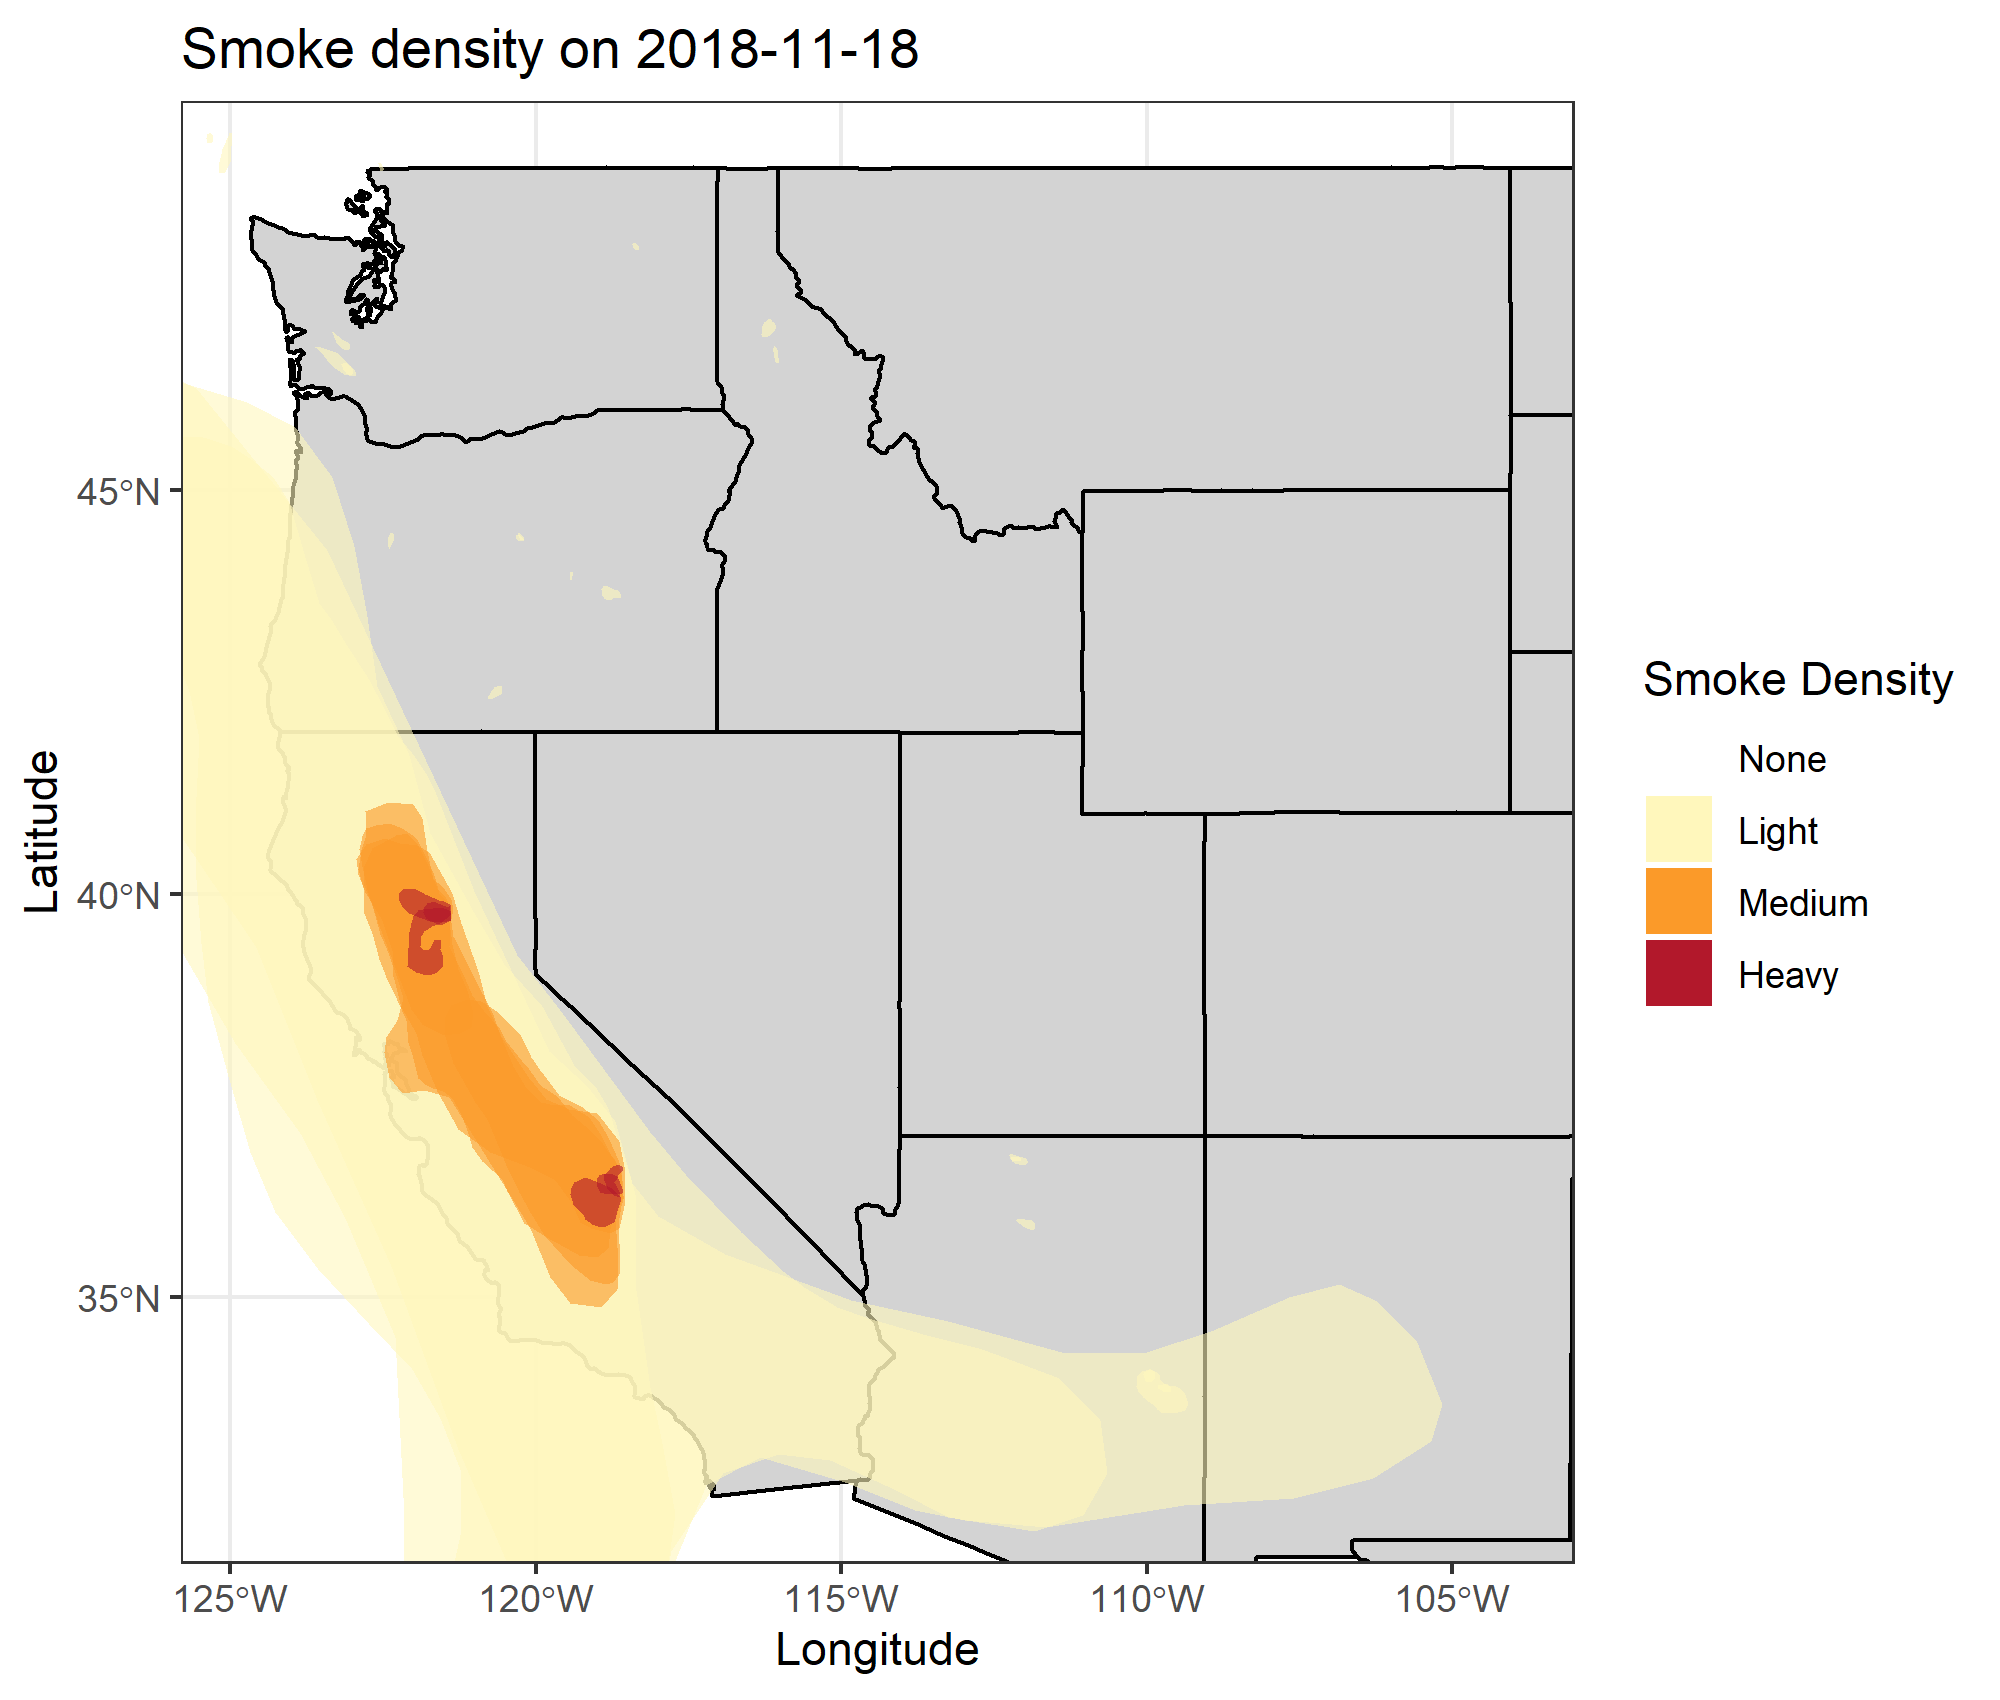 Smoke density on 2018-11-18
45°N
40°N
35°N
125°W
120°W
115°W
110°W
105°W
Longitude
Latitude
Smoke Density
None
Light
Medium
Heavy